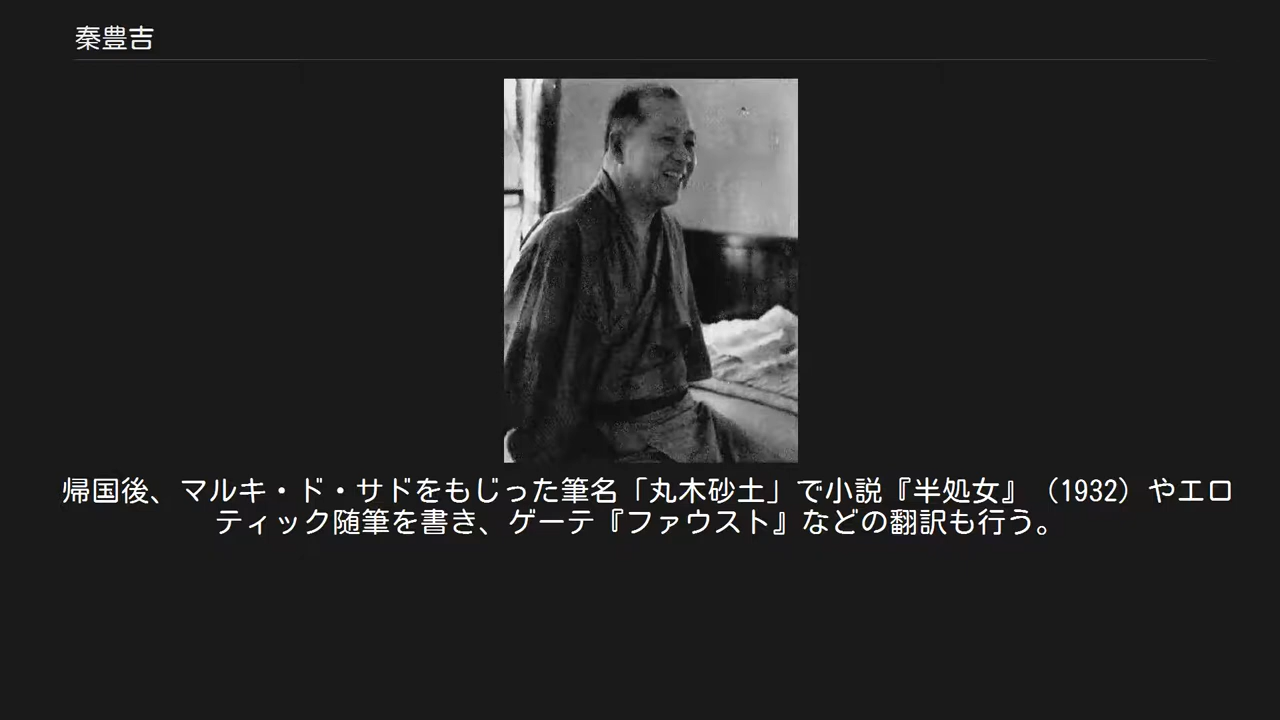 秦豊吉
帰国後、マルキ・ド・サドをもじった筆名「丸木砂土」で小説『半処女』（1932）やエロ
ティック随筆を書き、ゲーテ『ファウスト』などの翻訳も行う。